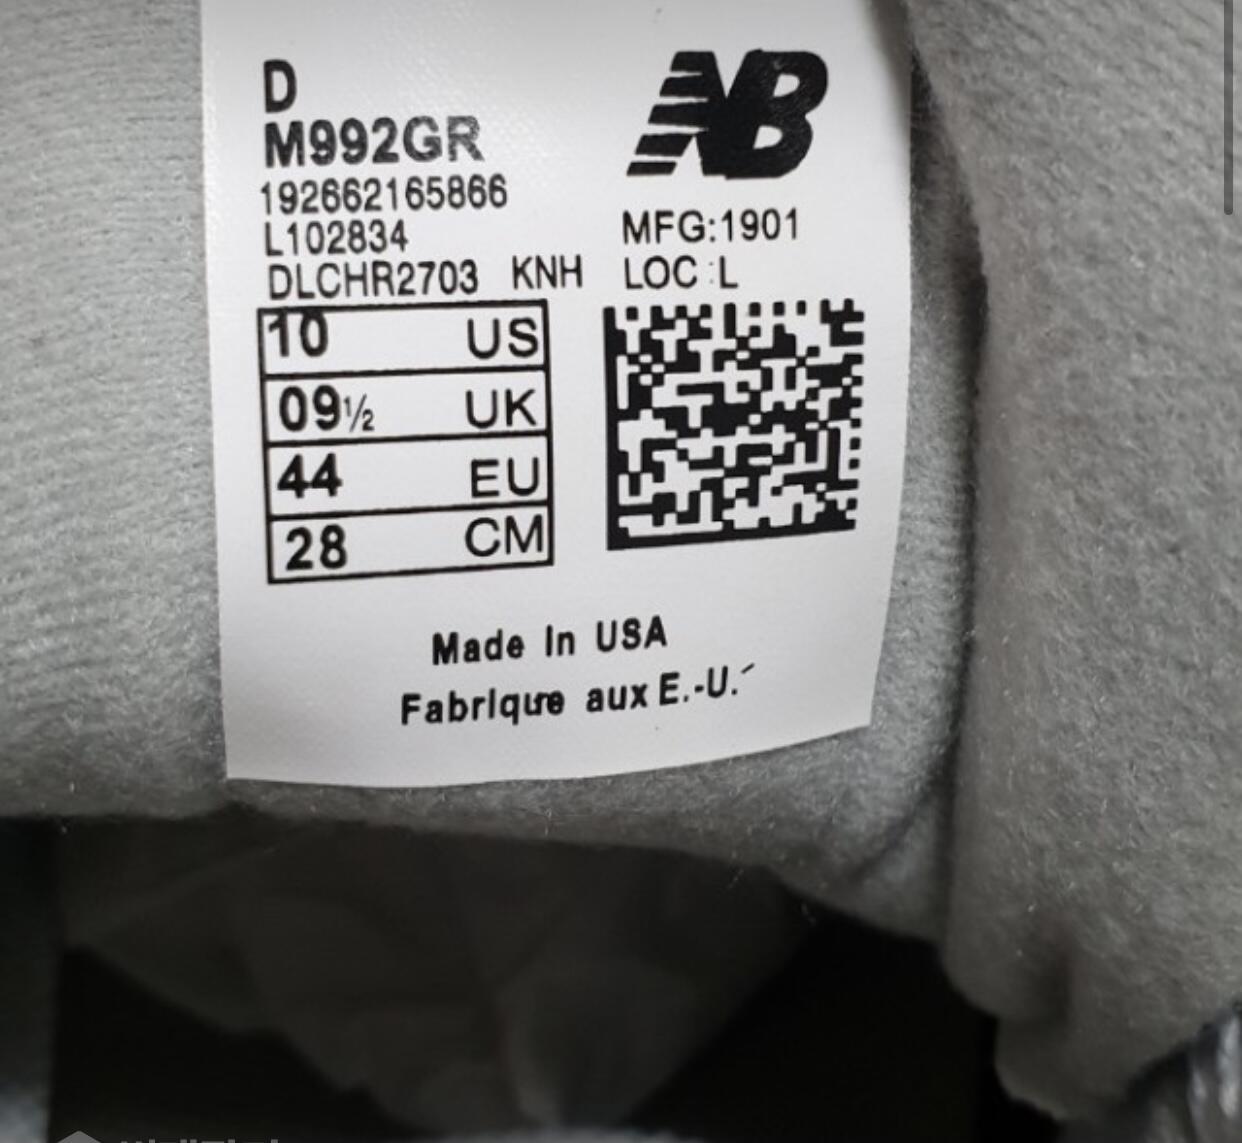 D
M992GR
192662165866
L102834
DLCHR2703 KNH
NB
MFG:1901
LOC:L
10 US
09½ UK
44 EU
28 CM
Made In USA
Fabrique aux E.-U.